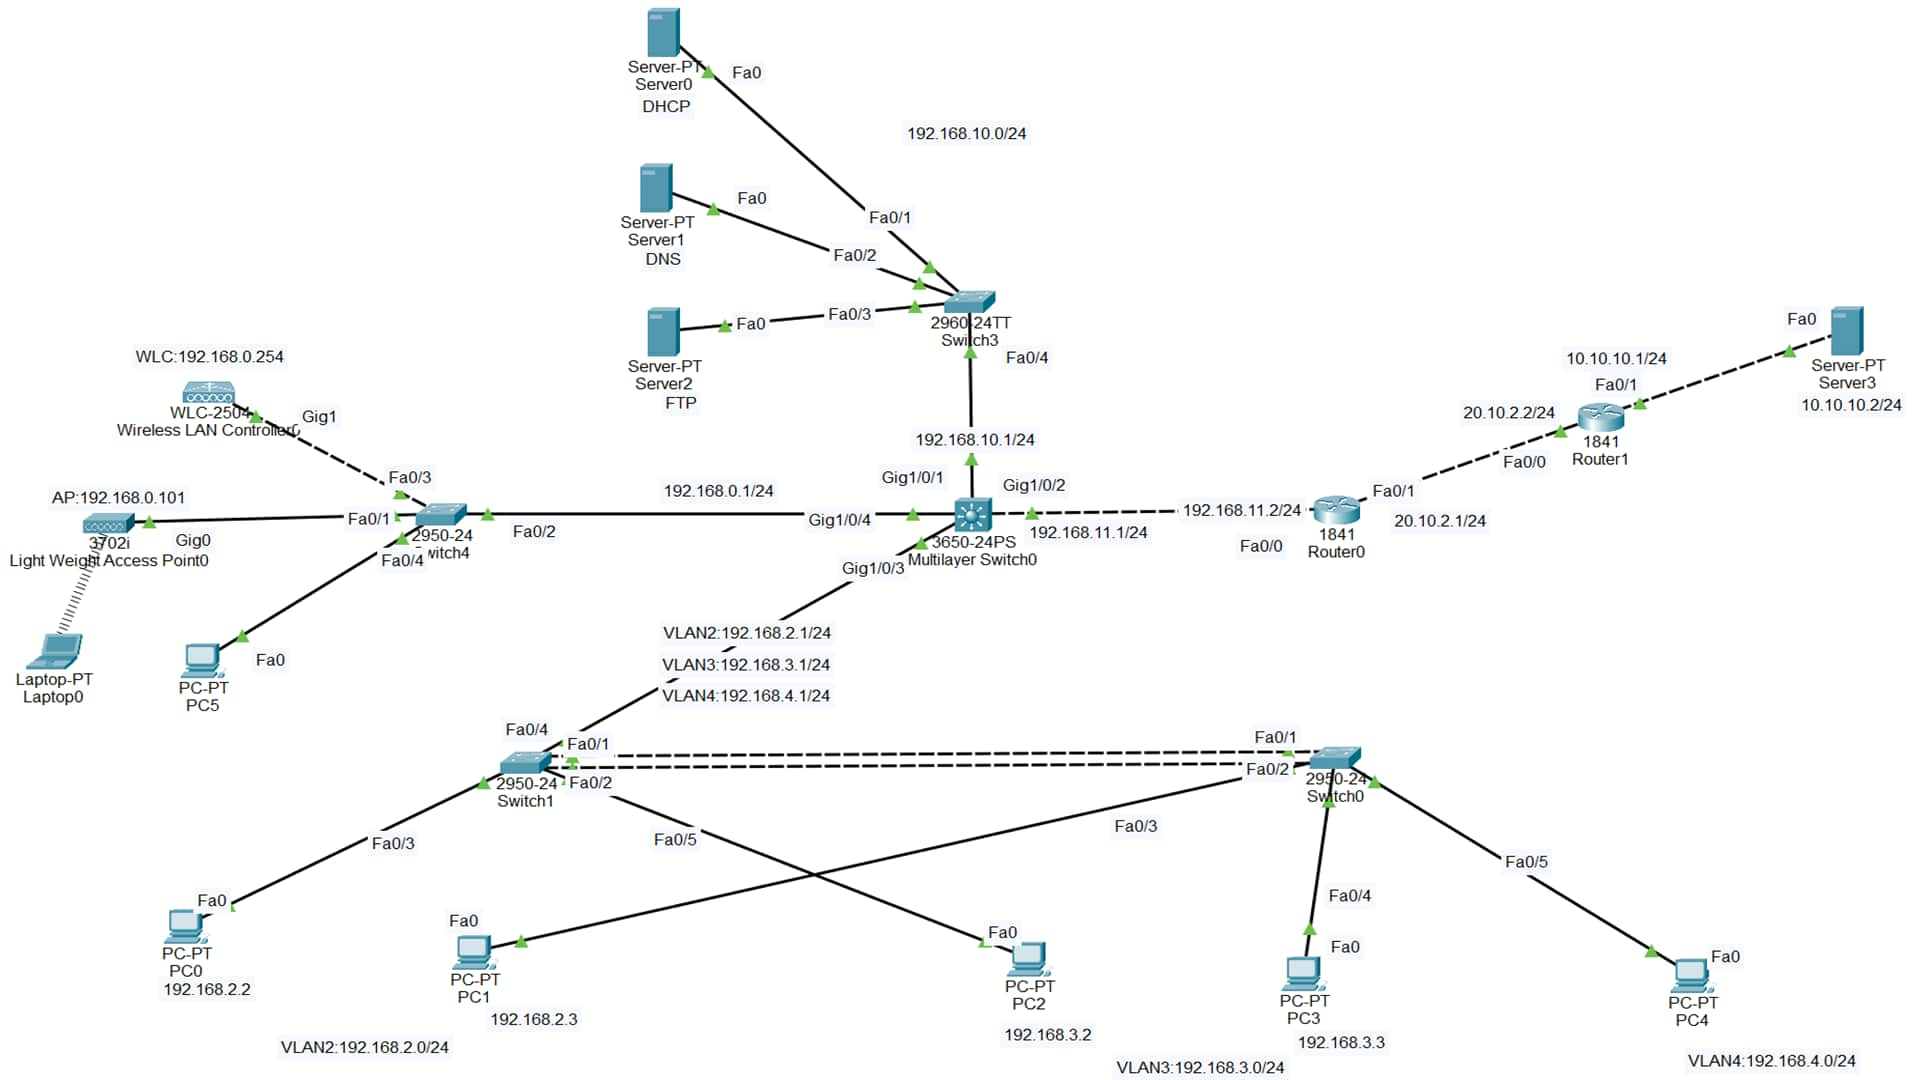 Server-PT
Server0
DHCP
Fa0
192.168.10.0/24
Server-PT
Server1
DNS
Fa0
Fa0/1
Fa0/2
Server-PT
Server2
FTP
Fa0
Fa0/3
2960-24TT
Switch3
Fa0/4
192.168.10.1/24
WLC:192.168.0.254
WLC-2504
Wireless LAN Controller0
Gig1
Fa0/3
AP:192.168.0.101
3702i
Light Weight Access Point0
Gig0
Fa0/1
2950-24
witch4
Fa0/4
Fa0/2
192.168.0.1/24
Gig1/0/4
Gig1/0/1
Gig1/0/2
3650-24PS
Multilayer Switch0
Gig1/0/3
192.168.11.1/24
192.168.11.2/24
Fa0/0
1841
Router0
Fa0/1
20.10.2.1/24
20.10.2.2/24
Fa0/0
1841
Router1
10.10.10.1/24
Fa0/1
Fa0
Server-PT
Server3
10.10.10.2/24
Laptop-PT
Laptop0
Fa0
PC-PT
PC5
VLAN2:192.168.2.1/24
VLAN3:192.168.3.1/24
VLAN4:192.168.4.1/24
Fa0/4
Fa0/1
Fa0/2
2950-24
Switch1
Fa0/3
Fa0/5
Fa0/1
Fa0/2
2950-24
Switch0
Fa0/3
Fa0/4
Fa0/5
Fa0
PC-PT
PC0
192.168.2.2
Fa0
PC-PT
PC1
192.168.2.3
VLAN2:192.168.2.0/24
Fa0
PC-PT
PC2
192.168.3.2
Fa0
PC-PT
PC3
192.168.3.3
VLAN3:192.168.3.0/24
Fa0
PC-PT
PC4
VLAN4:192.168.4.0/24